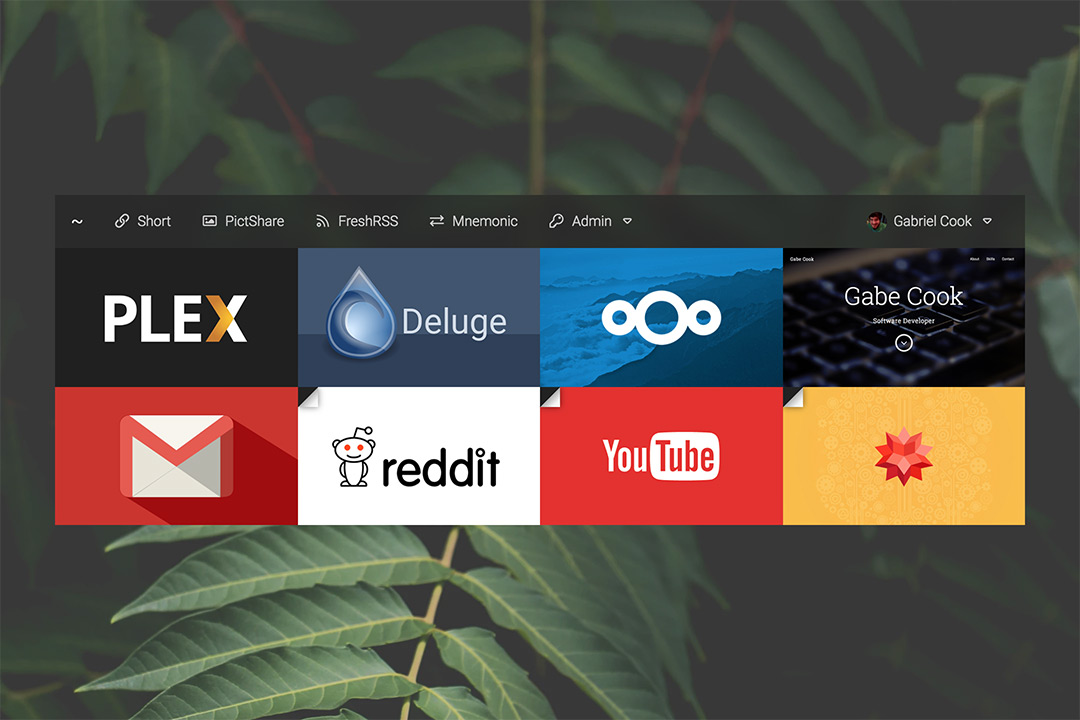 ~ Short PictShare FreshRSS Mnemonic Admin Gabriel Cook
PLEX
Deluge
Gabe Cook About Skills Contact
Gabe Cook
Software Developer
reddit
YouTube